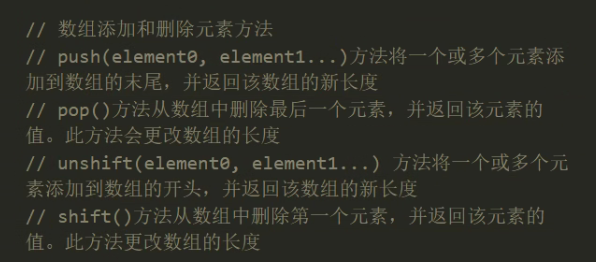 // 数组添加和删除元素方法
// push(element0, element1...)方法将一个或多个元素添
加到数组的末尾，并返回该数组的新长度
// pop()方法从数组中删除最后一个元素，并返回该元素的
值。此方法会更改数组的长度
// unshift(element0, element1...) 方法将一个或多个元
素添加到数组的开头，并返回该数组的新长度
// shift()方法从数组中删除第一个元素，并返回该元素的
值。此方法更改数组的长度